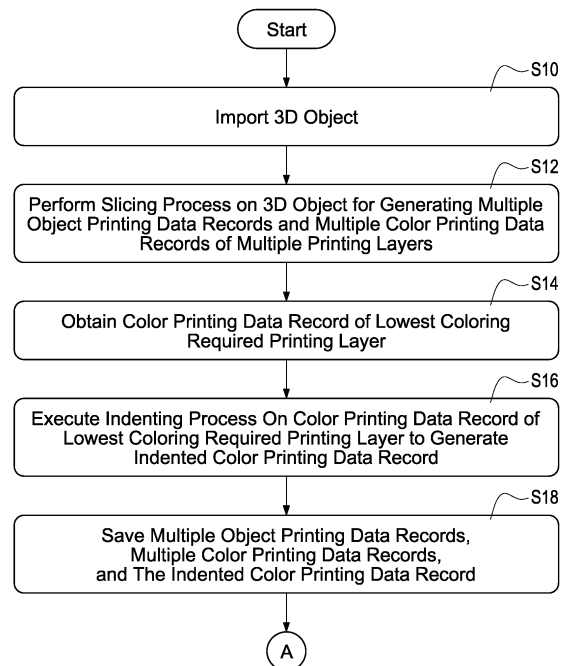 Start
S10
Import 3D Object
S12
Perform Slicing Process on 3D Object for Generating Multiple
Object Printing Data Records and Multiple Color Printing Data
Records of Multiple Printing Layers
S14
Obtain Color Printing Data Record of Lowest Coloring
Required Printing Layer
S16
Execute Indenting Process On Color Printing Data Record of
Lowest Coloring Required Printing Layer to Generate
Indented Color Printing Data Record
S18
Save Multiple Object Printing Data Records,
Multiple Color Printing Data Records,
and The Indented Color Printing Data Record
A